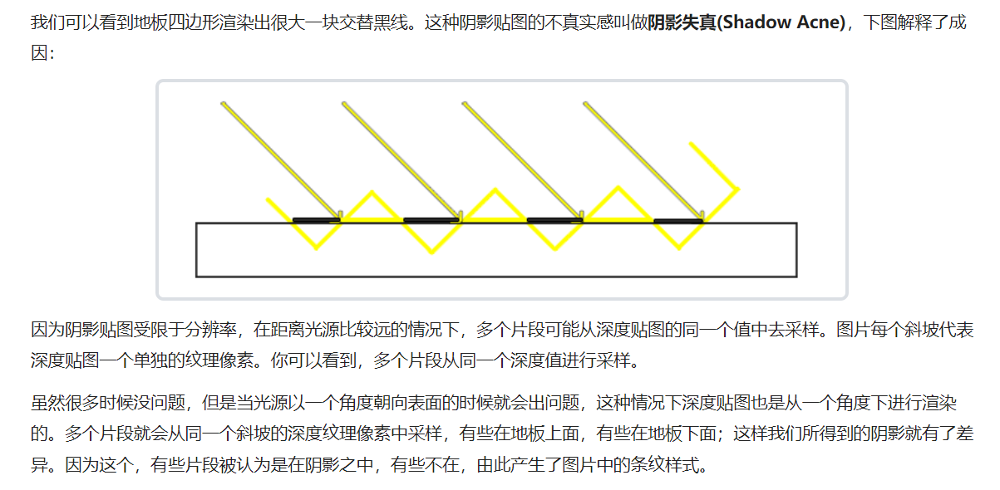 我们可以看到地板四边形渲染出很大一块交替黑线。这种阴影贴图的不真实感叫做阴影失真(Shadow Acne)，下图解释了成
因：
因为阴影贴图受限于分辨率，在距离光源比较远的情况下，多个片段可能从深度贴图的同一个值中去采样。图片每个斜坡代表
深度贴图一个单独的纹理像素。你可以看到，多个片段从同一个深度值进行采样。
虽然很多时候没问题，但是当光源以一个角度朝向表面的时候就会出问题，这种情况下深度贴图也是从一个角度下进行渲染
的。多个片段就会从同一个斜坡的深度纹理像素中采样，有些在地板上面，有些在地板下面；这样我们所得到的阴影就有了差
异。因为这个，有些片段被认为是在阴影之中，有些不在，由此产生了图片中的条纹样式。